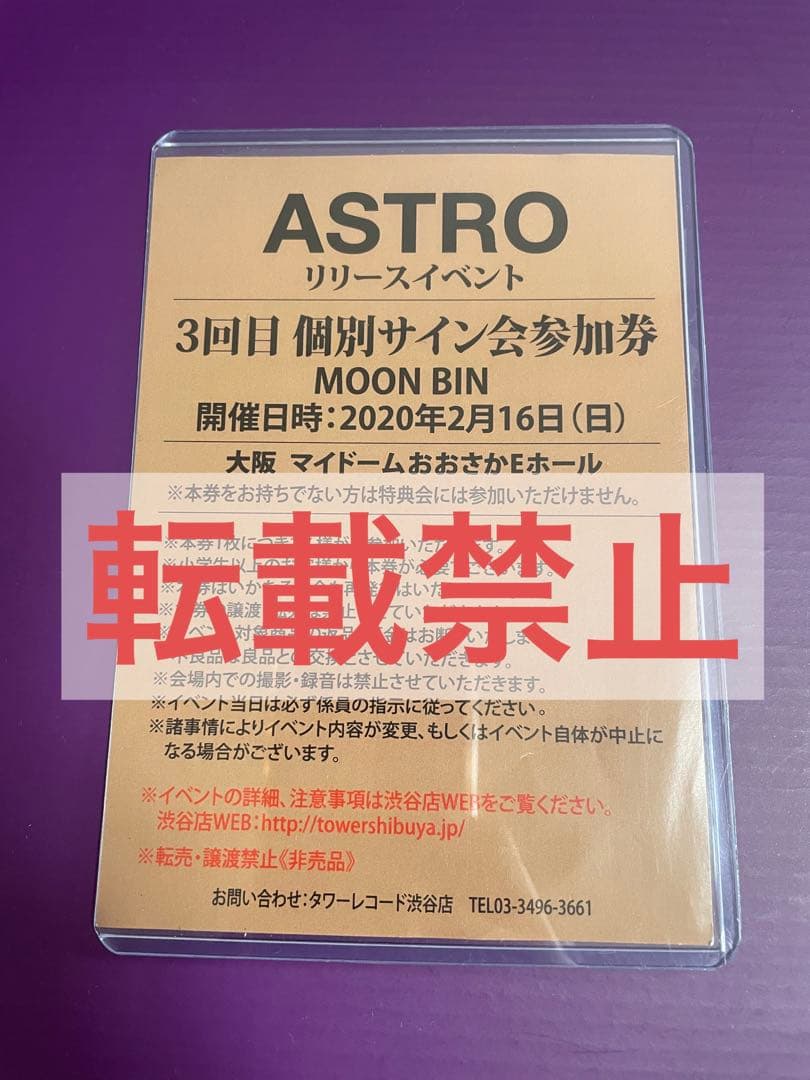 ASTRO
リリースイベント
3回目 個別サイン会参加券
MOON BIN
開催日時：2020年2月16日（日）
大阪 マイドームおおさかEホール
※本券をお持ちでない方は特典会には参加いただけません。
転載禁止
※本券1枚につき
※会場内での撮影・録音は禁止させていただきます。
※イベント当日は必ず係員の指示に従ってください。
※諸事情によりイベント内容が変更、もしくはイベント自体が中止に
なる場合がございます。
※イベントの詳細、注意事項は渋谷店WEBをご覧ください。
渋谷店WEB：http://towershibuya.jp/
※転売・譲渡禁止《非売品》
お問い合わせ：タワーレコード渋谷店 TEL03-3496-3661